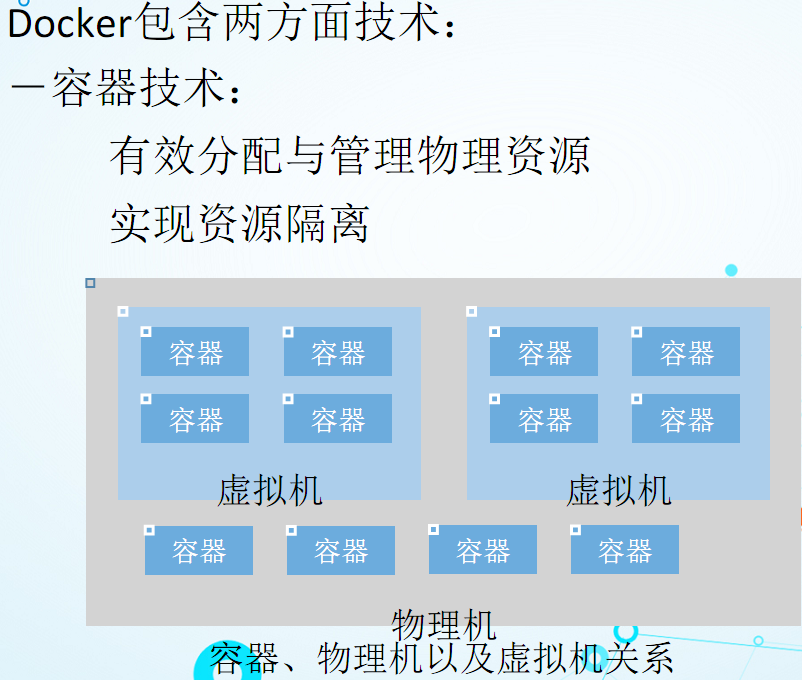 Docker包含两方面技术：
－容器技术：
有效分配与管理物理资源
实现资源隔离
容器 容器 容器 容器
容器 容器 容器 容器
虚拟机 虚拟机
容器 容器 容器 容器
物理机
容器、物理机以及虚拟机关系